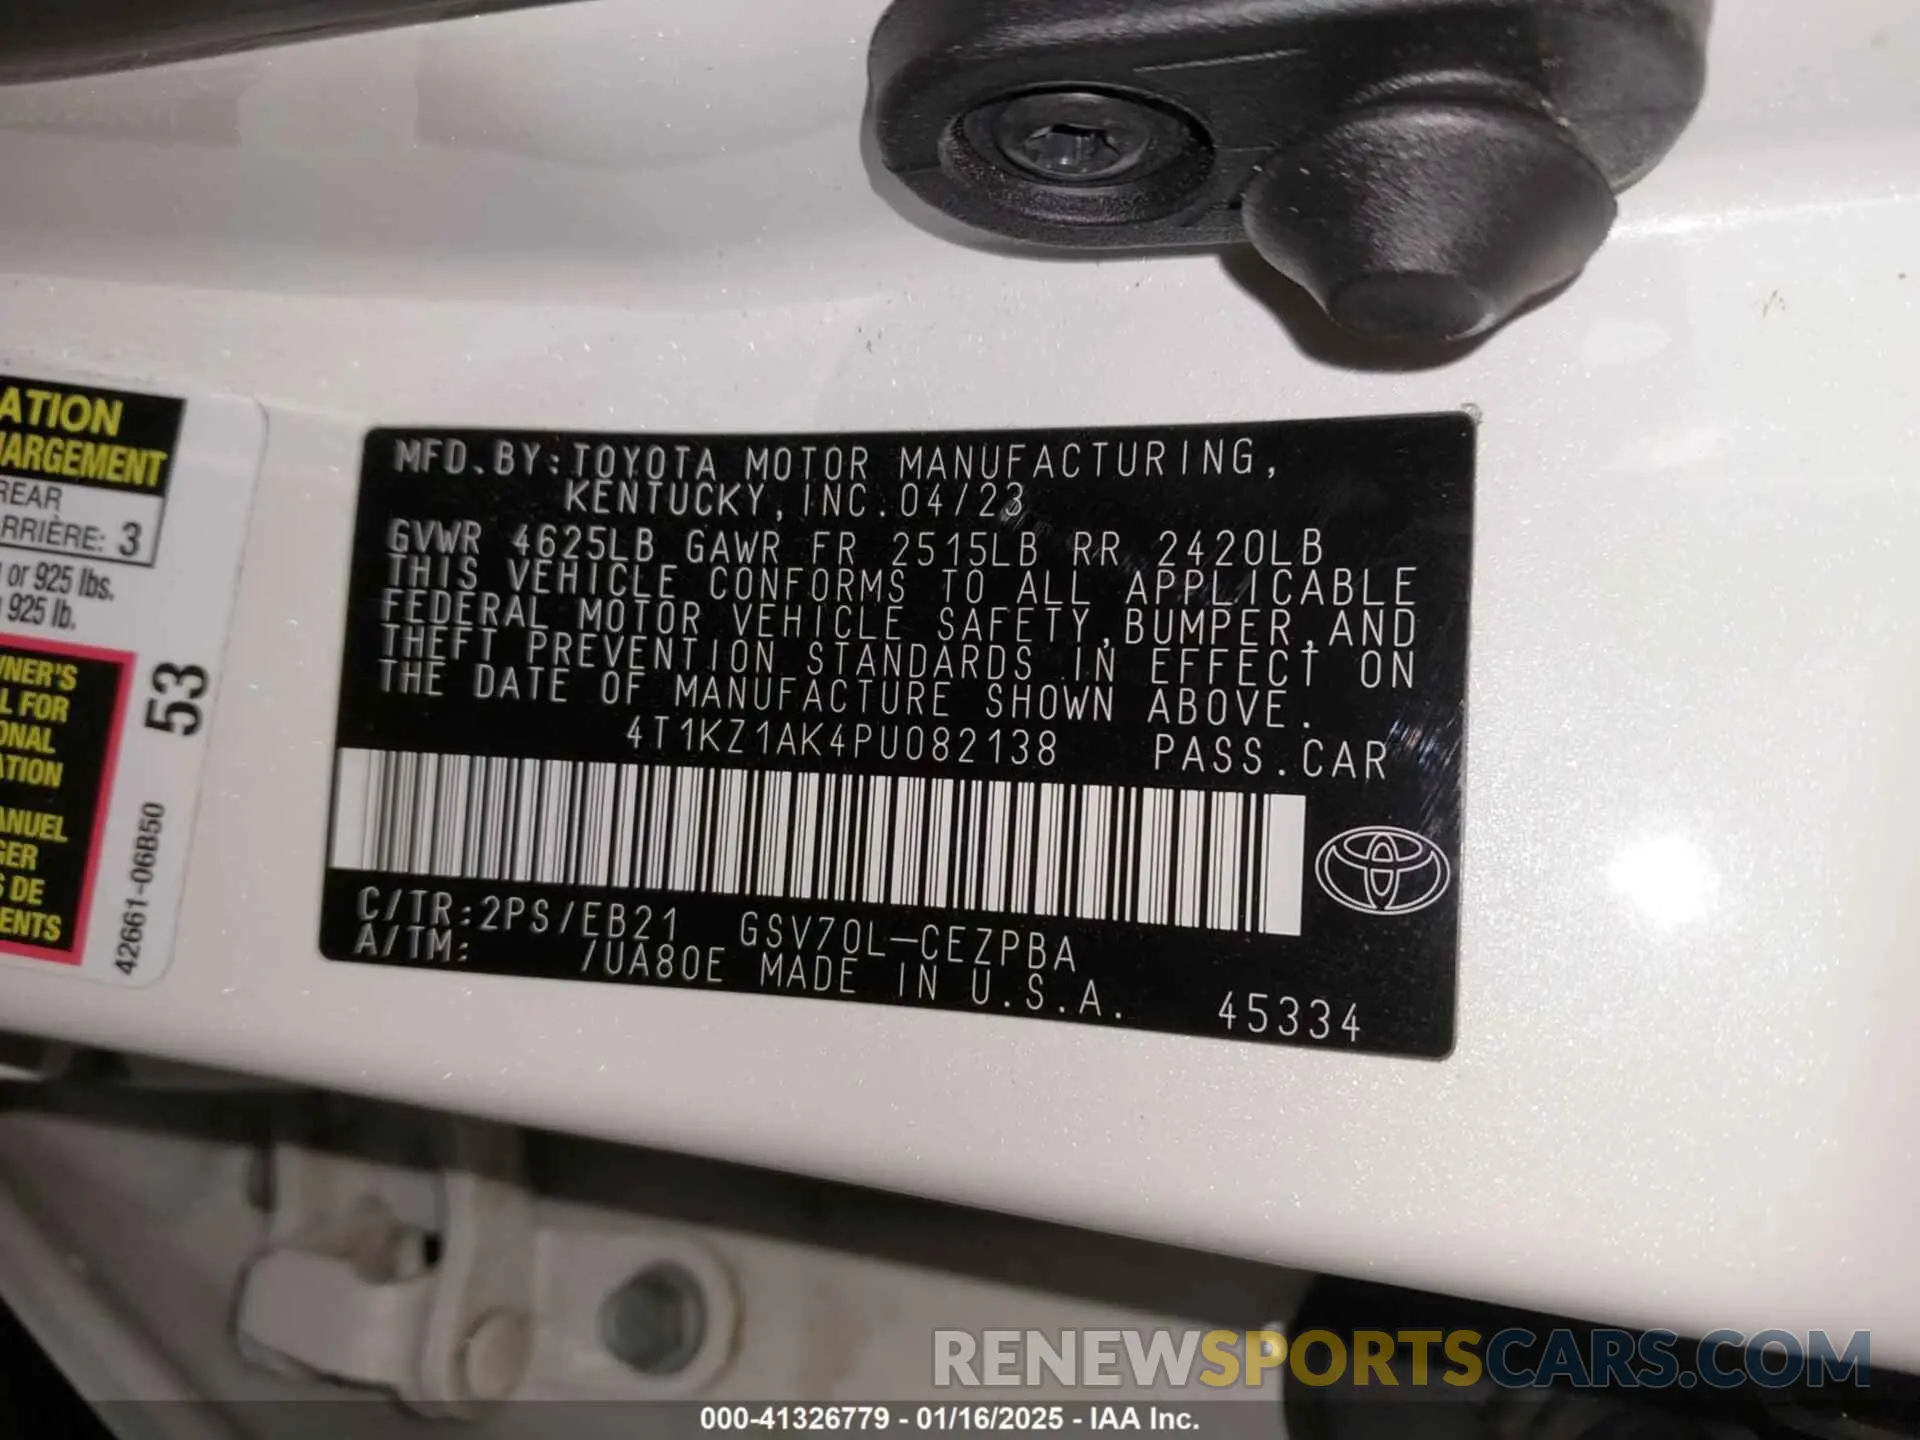 ATION
HARGEMENT
REAR
ARRIÈRE: 3
or 925 lbs.
925 lb.
WNER'S
L FOR
ONAL
ATION
ANUEL
GER
S DE
MENTS
53
42661-06B50
MFD.BY:TOYOTA MOTOR MANUFACTURING,
KENTUCKY,INC.04/23
GVWR 4625LB GAWR FR 2515LB RR 2420LB
THIS VEHICLE CONFORMS TO ALL APPLICABLE
FEDERAL MOTOR VEHICLE SAFETY,BUMPER,AND
THEFT PREVENTION STANDARDS IN EFFECT ON
THE DATE OF MANUFACTURE SHOWN ABOVE.
4T1KZ1AK4PU082138 PASS.CAR
C/TR:2PS/EB21 GSV70L-CEZPBA
A/TM: /UA80E MADE IN U.S.A. 45334
RENEWSPORTSCARS.COM
000-41326779 - 01/16/2025 - IAA Inc.